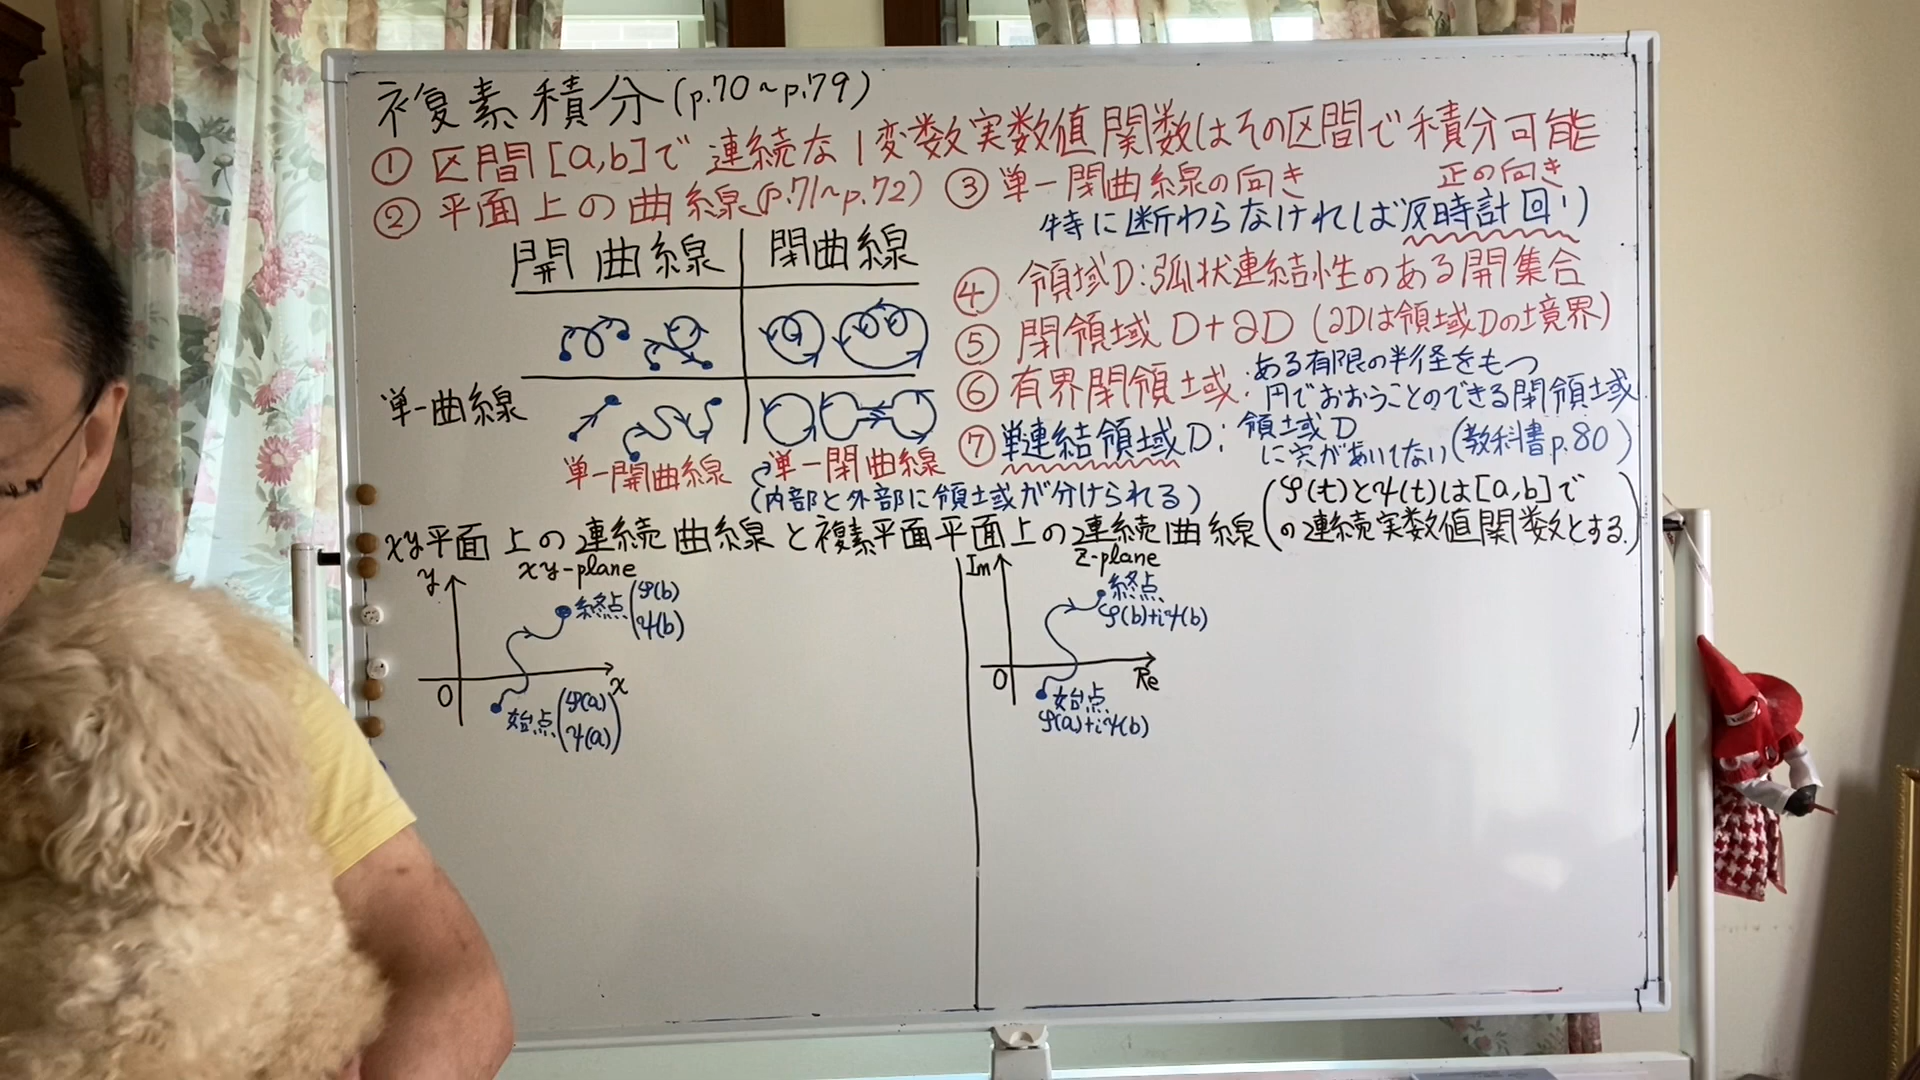 複素積分(p.70~p.79)
① 区間[a,b]で連続な1変数実数値関数はその区間で積分可能
② 平面上の曲線(p.71~p.72)
開曲線 閉曲線
単一曲線
単一開曲線 単一閉曲線
(内部と外部に領域が分けられる)
③ 単一閉曲線の向き 正の向き
特に断わらなければ反時計回り
④ 領域D:弧状連結性のある開集合
⑤ 閉領域 D+∂D (∂Dは領域Dの境界)
⑥ 有界閉領域:ある有限の半径をもつ
円でおおうことのできる閉領域
⑦ 単連結領域D:領域D
に穴があいてない(教科書p.80)
xy平面上の連続曲線と複素平面平面上の連続曲線(φ(t)とψ(t)は[a,b]で
の連続実数値関数とする.)
xy-plane
y
終点(φ(b)
ψ(b)
O
x
始点(φ(a)
ψ(a))
z-plane
Im
終点
φ(b)+iψ(b)
O
Re
始点
φ(a)+iψ(b)